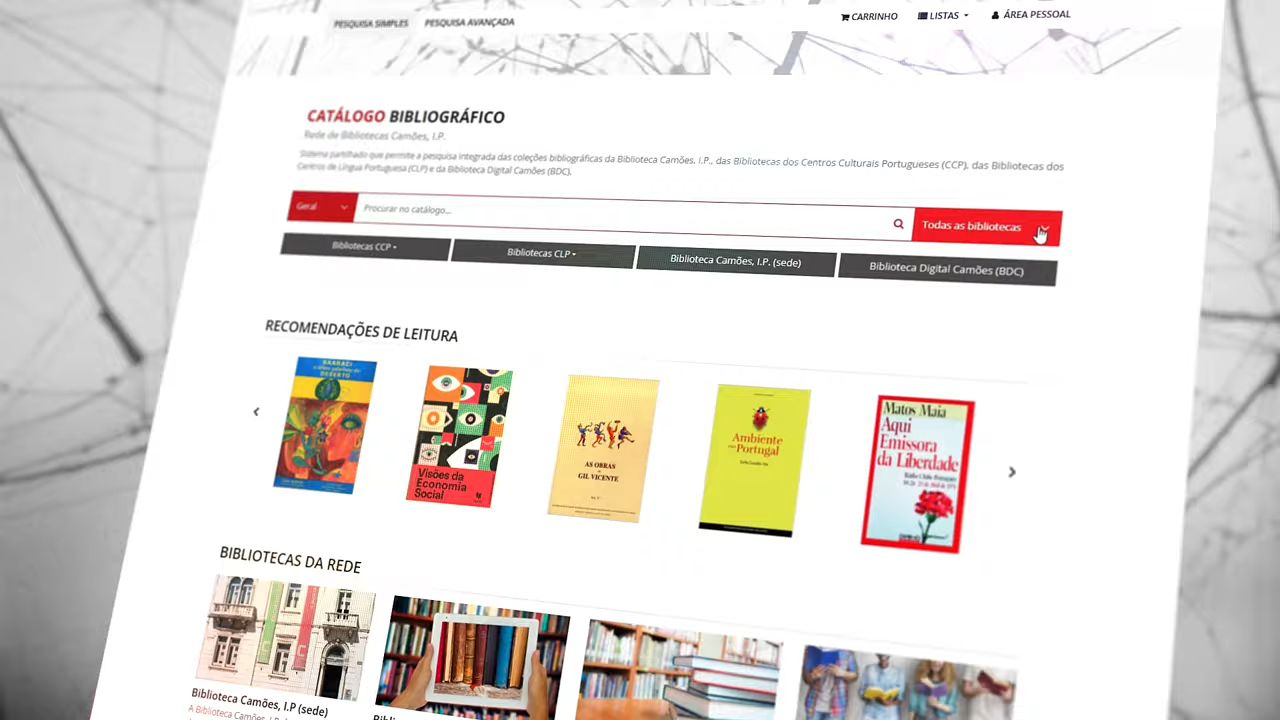 PESQUISA SIMPLES PESQUISA AVANÇADA CARRINHO LISTAS ÁREA PESSOAL
CATÁLOGO BIBLIOGRÁFICO
Rede de Bibliotecas Camões, I.P.
Sistema partilhado que permite a pesquisa integrada das coleções bibliográficas da Biblioteca Camões, I.P., das Bibliotecas dos Centros Culturais Portugueses (CCP), das Bibliotecas dos
Centros de Língua Portuguesa (CLP) e da Biblioteca Digital Camões (BDC).
Geral Procurar no catálogo... Todas as bibliotecas
Bibliotecas CCP Bibliotecas CLP Biblioteca Camões, I.P. (sede) Biblioteca Digital Camões (BDC)
RECOMENDAÇÕES DE LEITURA
DESERTO
Visões da
Economia
Social
AS OBRAS
GIL VICENTE
Ambiente
Portugal
Matos Maia
Aqui
Emissora
da Liberdade
BIBLIOTECAS DA REDE
Biblioteca Camões, I.P (sede)
A Biblioteca Camões, I.P.